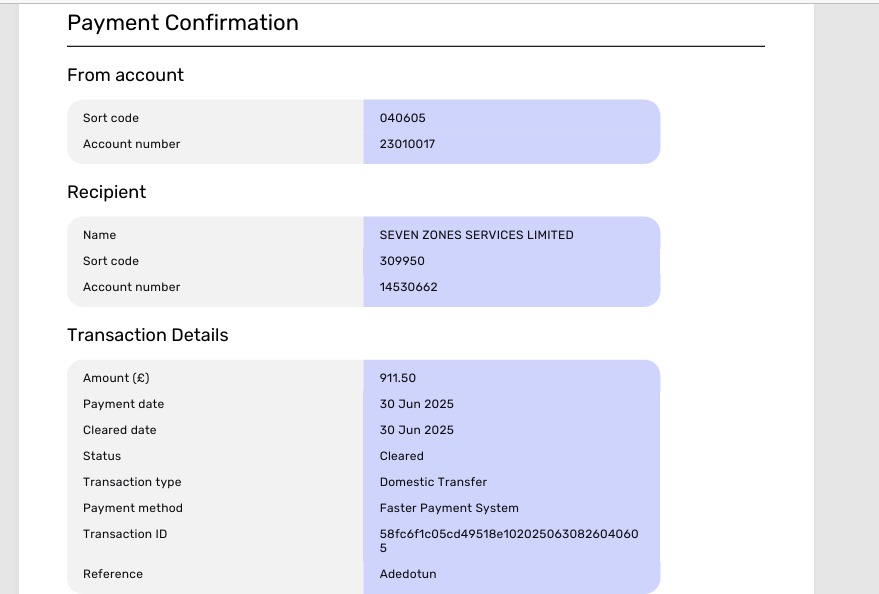 Payment Confirmation
From account
Sort code 040605
Account number 23010017
Recipient
Name SEVEN ZONES SERVICES LIMITED
Sort code 309950
Account number 14530662
Transaction Details
Amount (£) 911.50
Payment date 30 Jun 2025
Cleared date 30 Jun 2025
Status Cleared
Transaction type Domestic Transfer
Payment method Faster Payment System
Transaction ID 58fc6f1c05cd49518e102025063082604060
5
Reference Adedotun